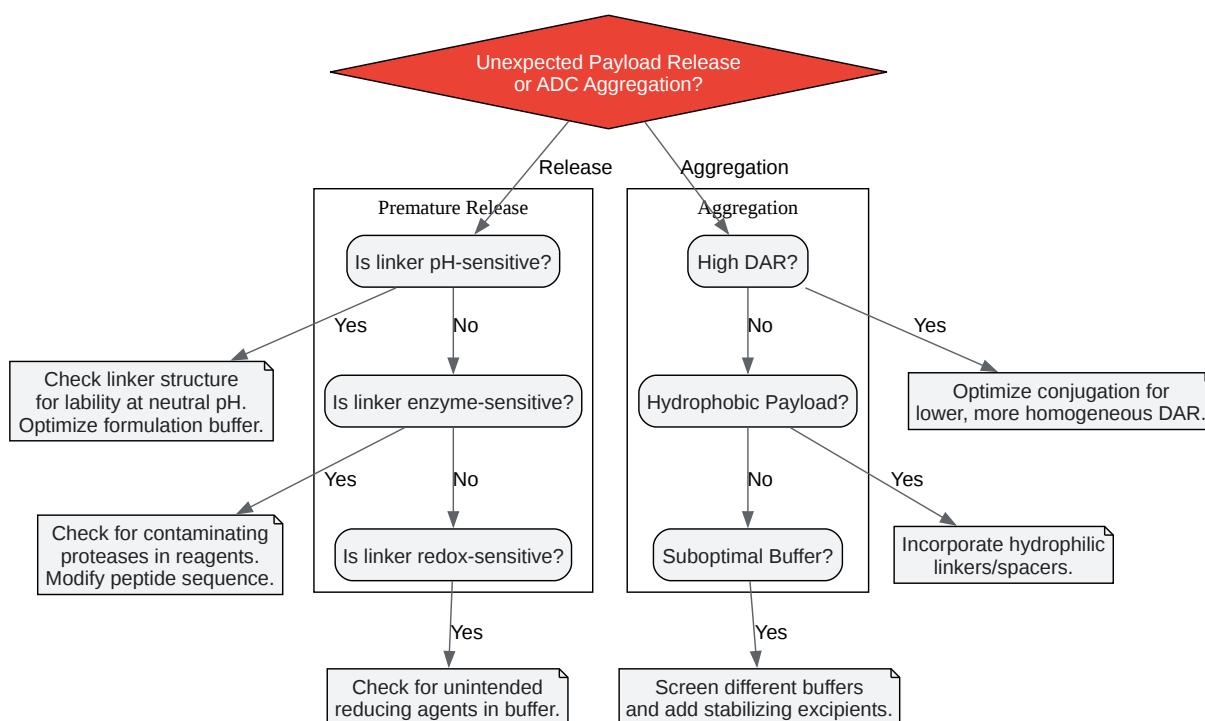 Unexpected Payload Release
or ADC Aggregation?
Release
Aggregation
Premature Release
Aggregation
Is linker pH-sensitive?
High DAR?
Yes
No
No
Yes
Check linker structure
for lability at neutral pH.
Optimize formulation buffer.
Is linker enzyme-sensitive?
Hydrophobic Payload?
Optimize conjugation for
lower, more homogeneous DAR.
Yes
No
No
Yes
Check for contaminating
proteases in reagents.
Modify peptide sequence.
Is linker redox-sensitive?
Suboptimal Buffer?
Incorporate hydrophilic
linkers/spacers.
Yes
Yes
Check for unintended
reducing agents in buffer.
Screen different buffers
and add stabilizing excipients.